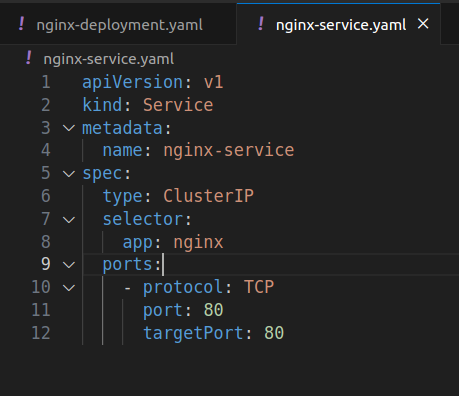 ! nginx-deployment.yaml ! nginx-service.yaml ×
! nginx-service.yaml
1 apiVersion: v1
2 kind: Service
3 metadata:
4   name: nginx-service
5 spec:
6   type: ClusterIP
7   selector:
8     app: nginx
9   ports:
10     - protocol: TCP
11       port: 80
12       targetPort: 80